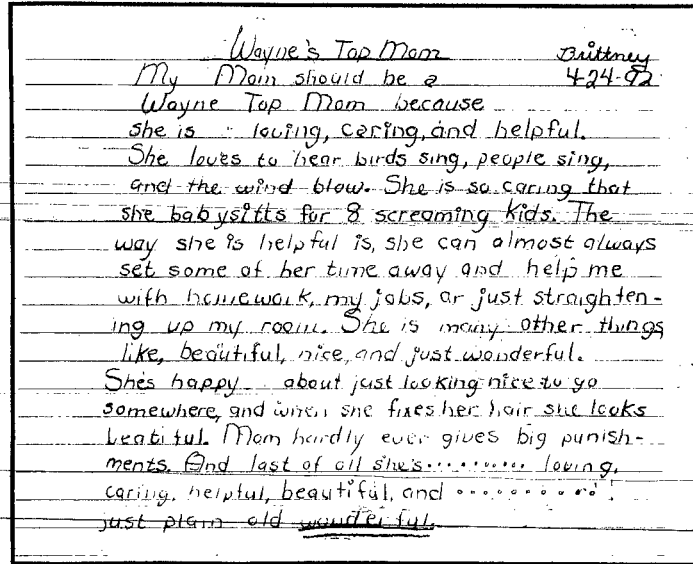 Wayne's Top Mom
Brittney
4-24-92
My Mom should be a
Wayne Top Mom because
she is loving, caring, and helpful.
She loves to hear birds sing, people sing,
and the wind blow. She is so caring that
she babysitts for 8 screaming kids. The
way she is helpful is, she can almost always
set some of her time away and help me
with homework, my jobs, or just straighten-
ing up my room. She is many other things
like, beautiful, nice, and just wonderful.
She's happy about just looking nice to go
somewhere, and when she fixes her hair she looks
beatiful. Mom hardly ever gives big punish-
ments. And last of all she's.......... loving,
caring, helpful, beautiful, and ..........
just plain old wonderful.